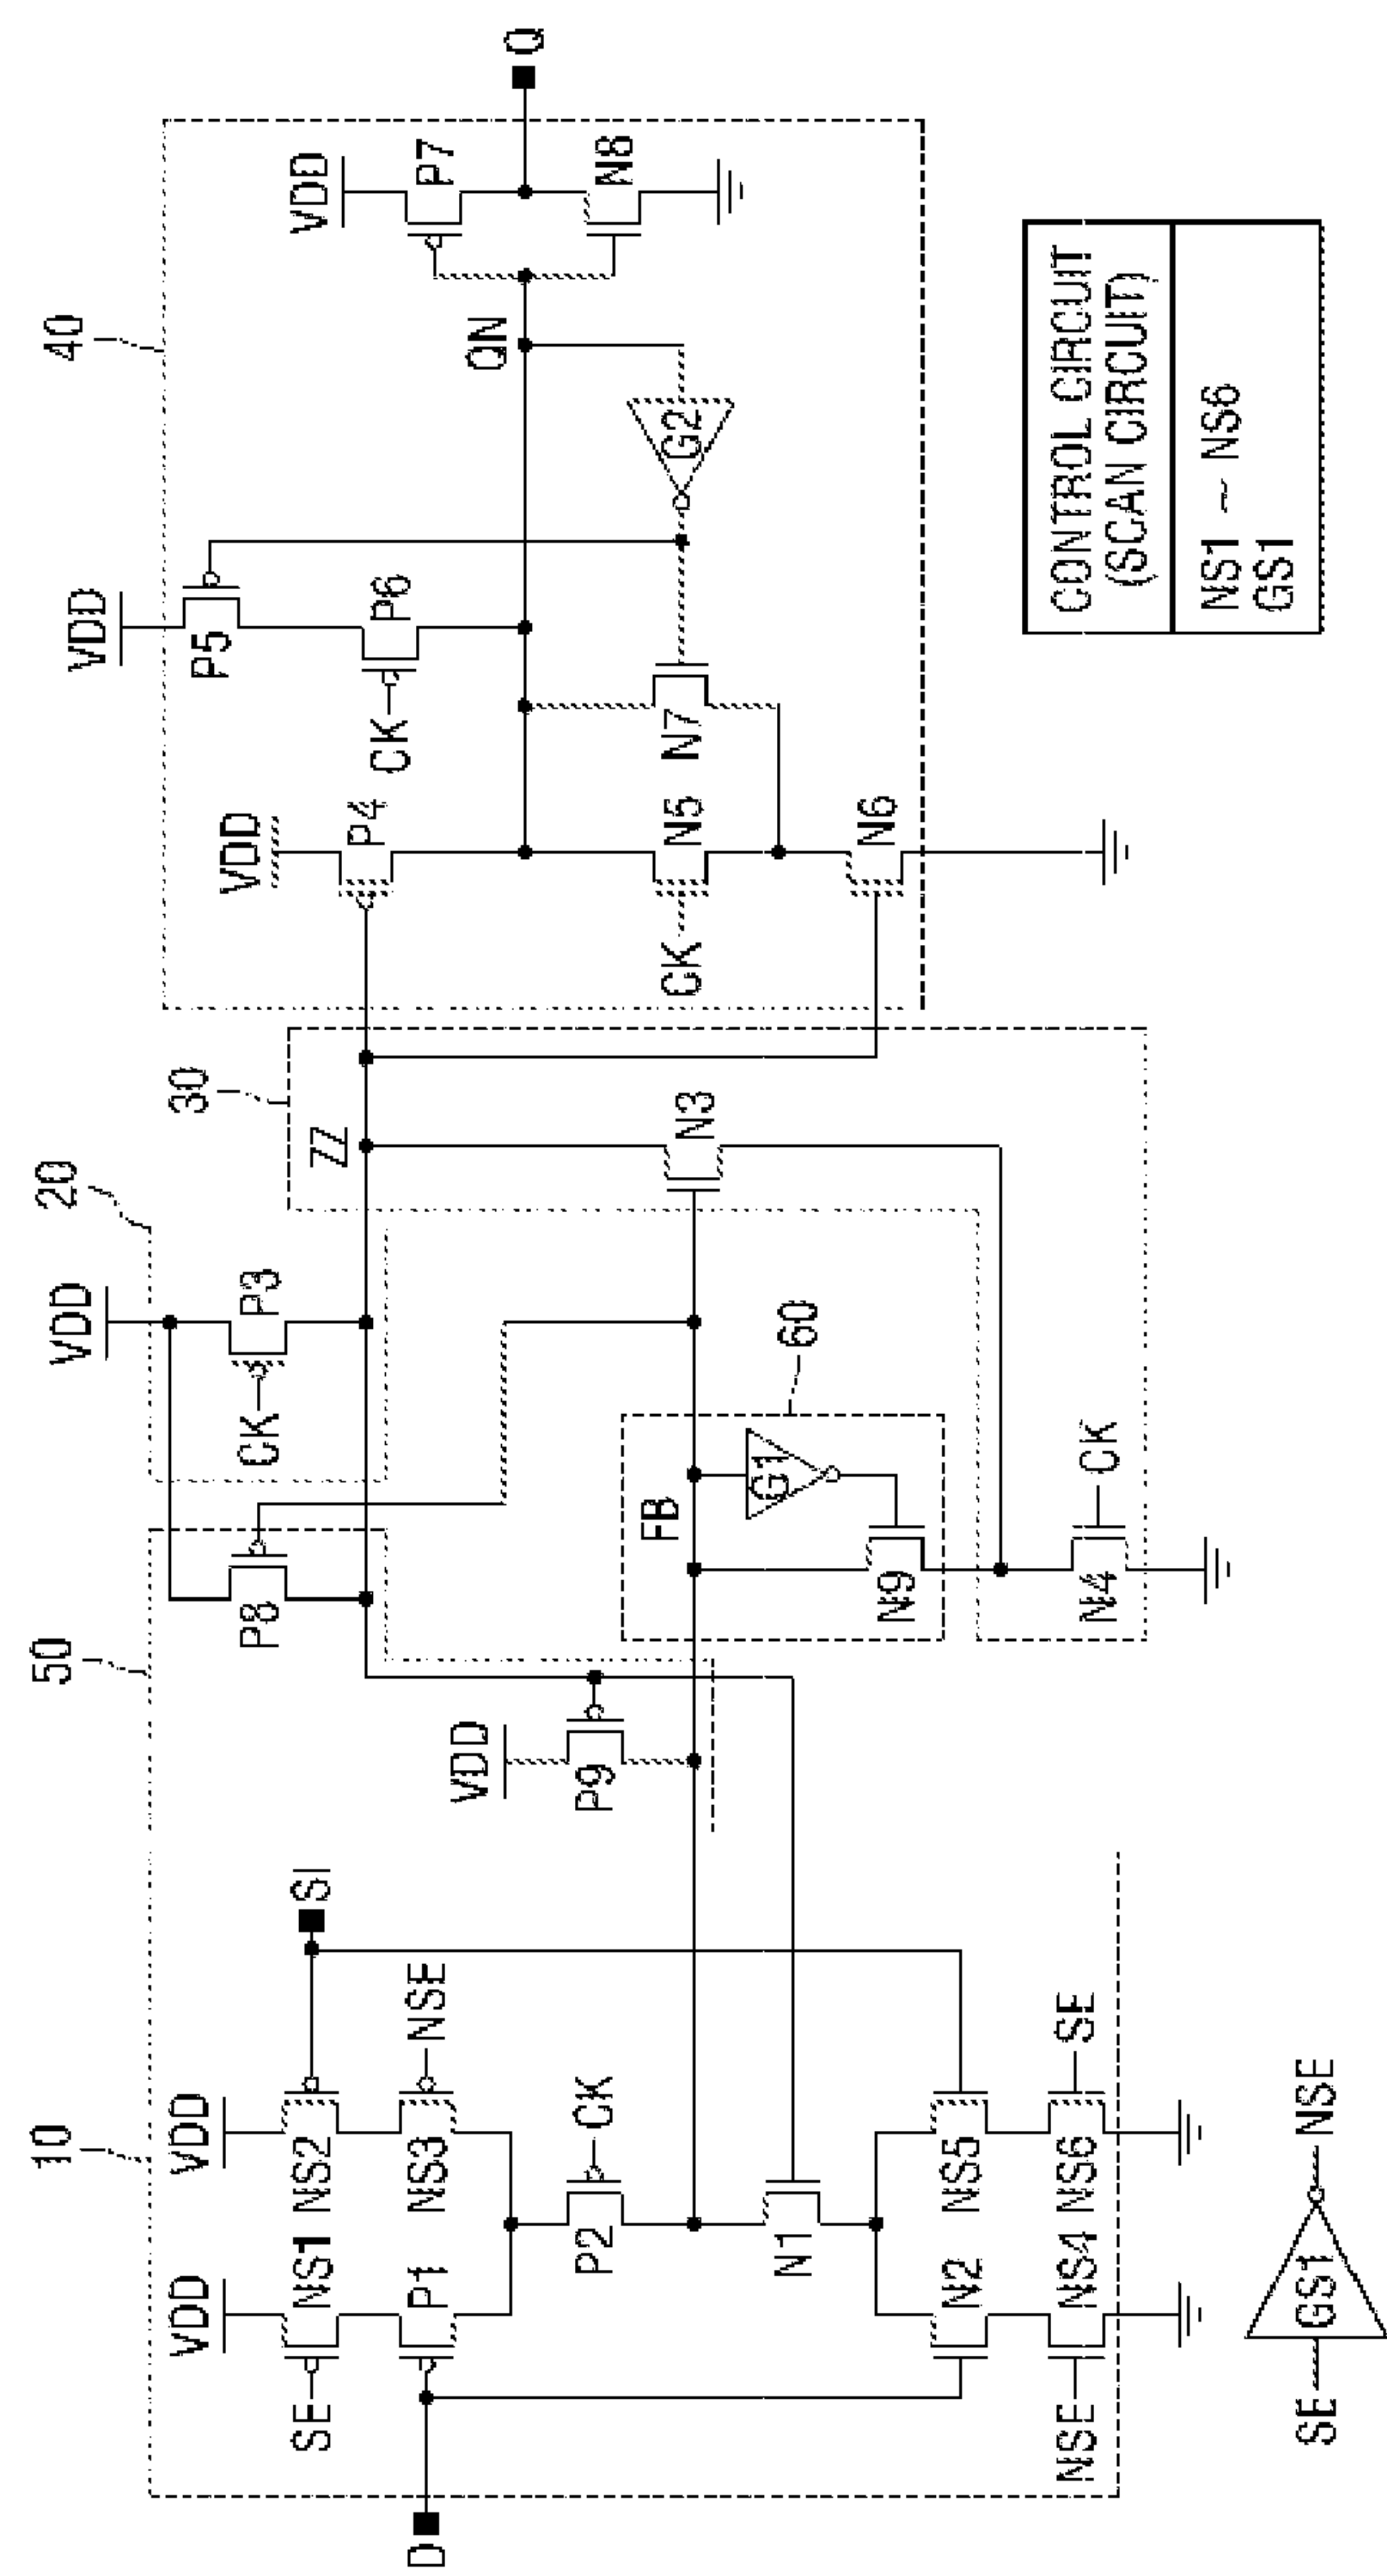 10
50
20
30
40
VDD
VDD
SE
NS1
NS2
SI
D
P1
NS3
NSE
P2
CK
N1
N2
NS5
NSE
NS4
NS6
SE
SE
GS1
NSE
VDD
P9
P8
VDD
CK
P3
ZZ
FB
G1
60
N9
N4
CK
N3
VDD
P4
CK
N5
N6
N7
VDD
P5
CK
P6
QN
G2
VDD
P7
N8
Q
CONTROL CIRCUIT
(SCAN CIRCUIT)
NS1 ~ NS6
GS1